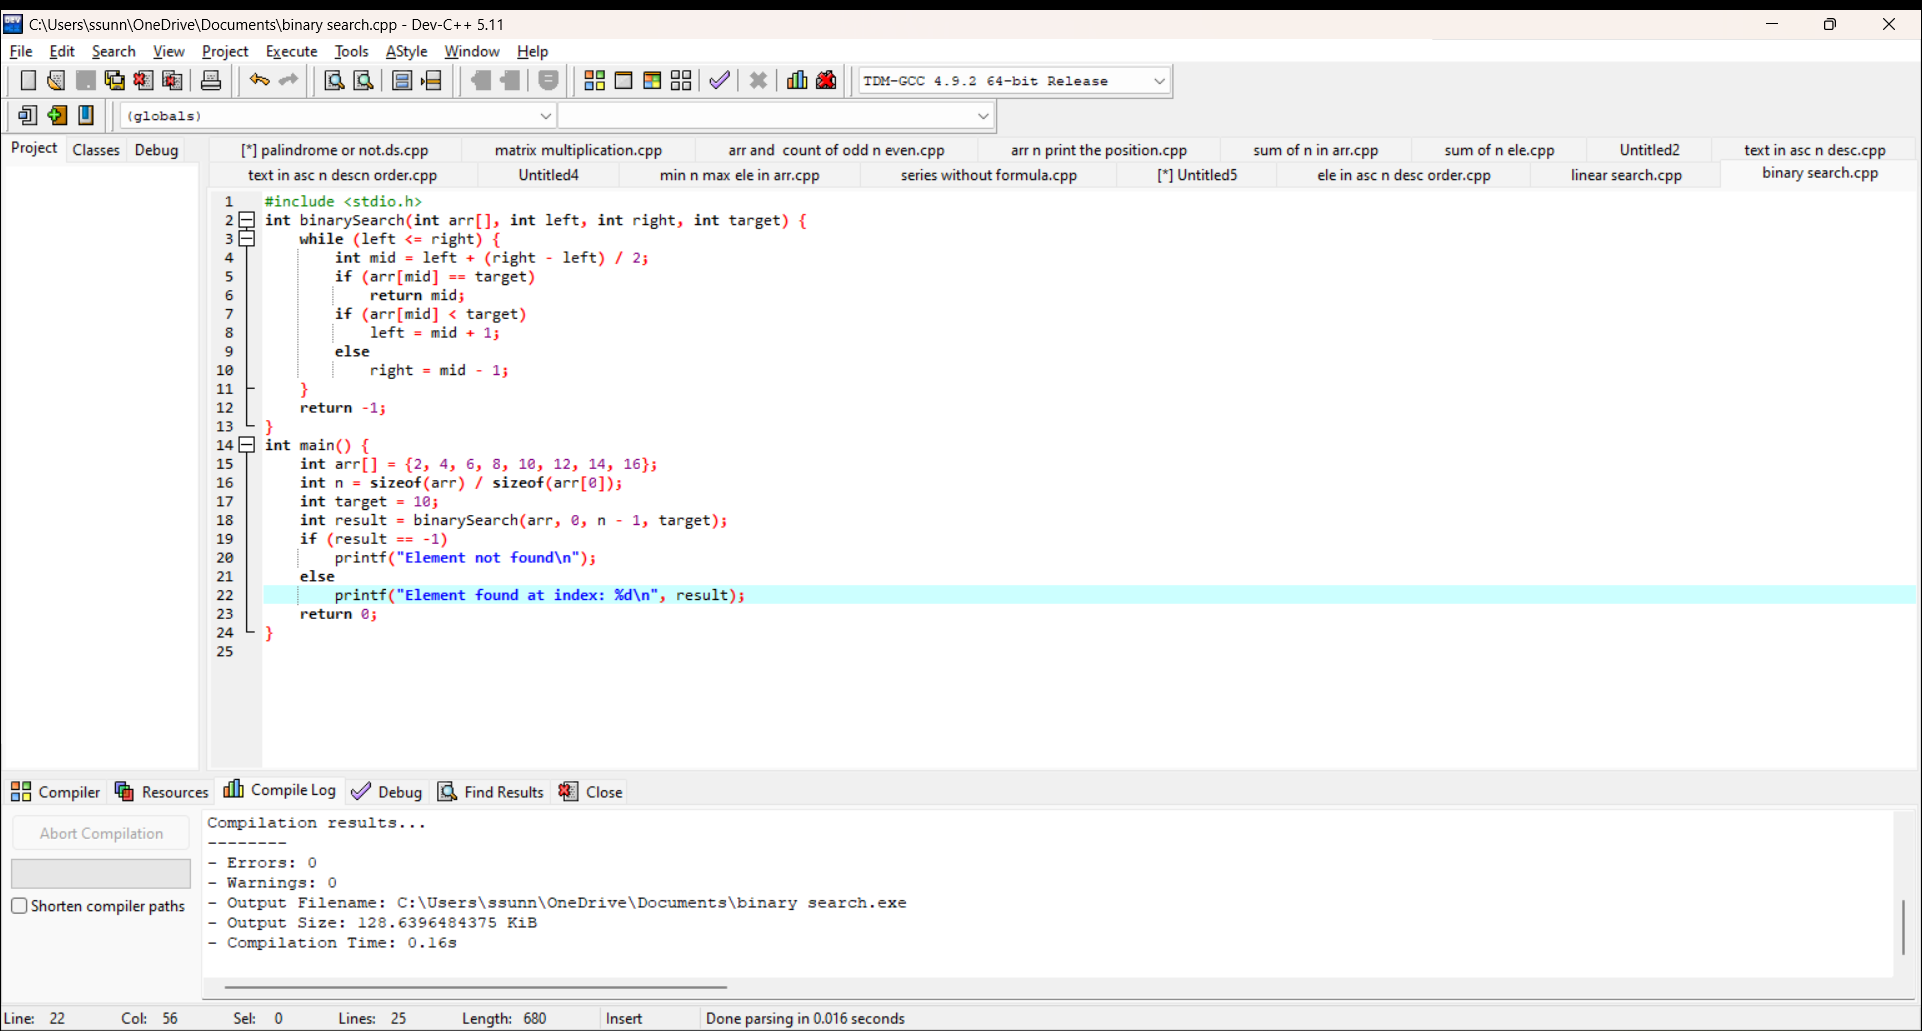 C:\Users\ssunn\OneDrive\Documents\binary search.cpp - Dev-C++ 5.11
File Edit Search View Project Execute Tools AStyle Window Help
TDM-GCC 4.9.2 64-bit Release
(globals)
Project Classes Debug
[*] palindrome or not.ds.cpp matrix multiplication.cpp arr and  count of odd n even.cpp arr n print the position.cpp sum of n in arr.cpp sum of n ele.cpp Untitled2 text in asc n desc.cpp
text in asc n descn order.cpp Untitled4 min n max ele in arr.cpp series without formula.cpp [*] Untitled5 ele in asc n desc order.cpp linear search.cpp binary search.cpp
1 #include <stdio.h>
2 int binarySearch(int arr[], int left, int right, int target) {
3     while (left <= right) {
4         int mid = left + (right - left) / 2;
5         if (arr[mid] == target)
6             return mid;
7         if (arr[mid] < target)
8             left = mid + 1;
9         else
10             right = mid - 1;
11     }
12     return -1;
13 }
14 int main() {
15     int arr[] = {2, 4, 6, 8, 10, 12, 14, 16};
16     int n = sizeof(arr) / sizeof(arr[0]);
17     int target = 10;
18     int result = binarySearch(arr, 0, n - 1, target);
19     if (result == -1)
20         printf("Element not found\n");
21     else
22         printf("Element found at index: %d\n", result);
23     return 0;
24 }
25
Compiler Resources Compile Log Debug Find Results Close
Abort Compilation
Shorten compiler paths
Compilation results...
--------
- Errors: 0
- Warnings: 0
- Output Filename: C:\Users\ssunn\OneDrive\Documents\binary search.exe
- Output Size: 128.6396484375 KiB
- Compilation Time: 0.16s
Line: 22 Col: 56 Sel: 0 Lines: 25 Length: 680 Insert Done parsing in 0.016 seconds